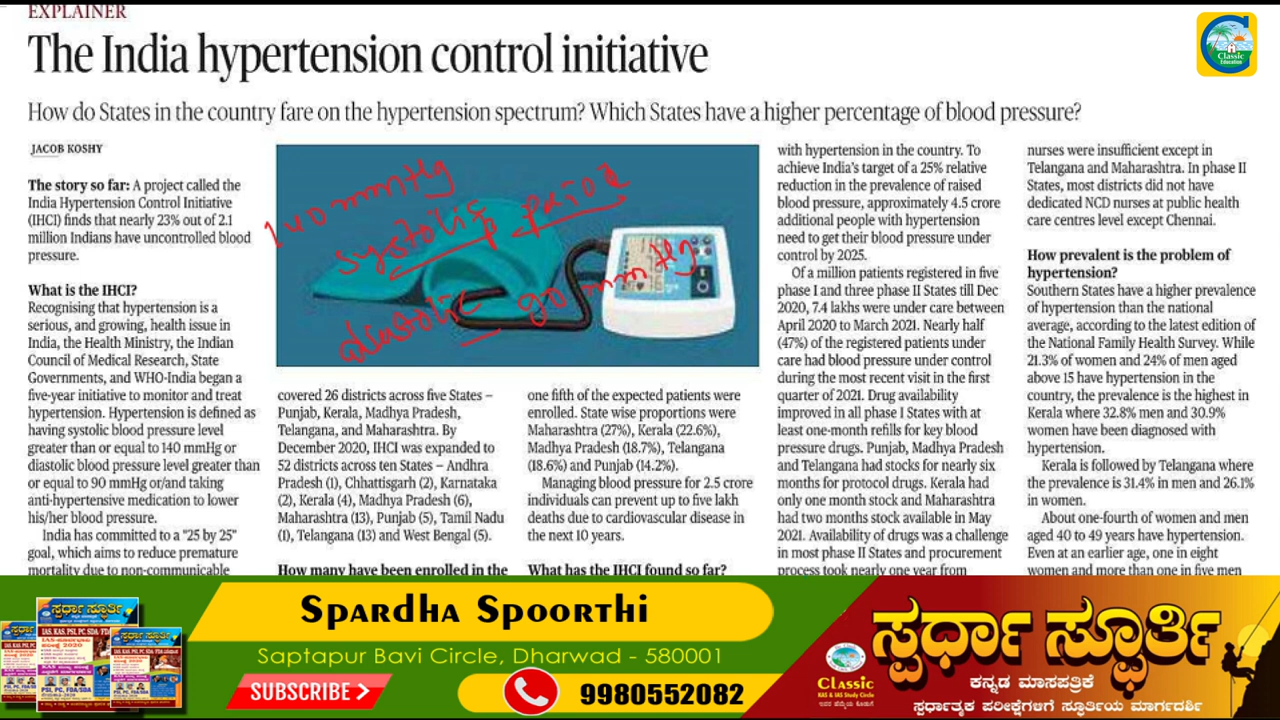 EXPLAINER
The India hypertension control initiative
How do States in the country fare on the hypertension spectrum? Which States have a higher percentage of blood pressure?
JACOB KOSHY
The story so far: A project called the
India Hypertension Control Initiative
(IHCI) finds that nearly 23% out of 2.1
million Indians have uncontrolled blood
pressure.
What is the IHCI?
Recognising that hypertension is a
serious, and growing, health issue in
India, the Health Ministry, the Indian
Council of Medical Research, State
Governments, and WHO-India began a
five-year initiative to monitor and treat
hypertension. Hypertension is defined as
having systolic blood pressure level
greater than or equal to 140 mmHg or
diastolic blood pressure level greater than
or equal to 90 mmHg or/and taking
anti-hypertensive medication to lower
his/her blood pressure.
India has committed to a "25 by 25"
goal, which aims to reduce premature
mortality due to non-communicable
140mmHg
systolic
diastolic 90 mm Hg
covered 26 districts across five States –
Punjab, Kerala, Madhya Pradesh,
Telangana, and Maharashtra. By
December 2020, IHCI was expanded to
52 districts across ten States – Andhra
Pradesh (1), Chhattisgarh (2), Karnataka
(2), Kerala (4), Madhya Pradesh (6),
Maharashtra (13), Punjab (5), Tamil Nadu
(1), Telangana (13) and West Bengal (5).
How many have been enrolled in the
one fifth of the expected patients were
enrolled. State wise proportions were
Maharashtra (27%), Kerala (22.6%),
Madhya Pradesh (18.7%), Telangana
(18.6%) and Punjab (14.2%).
Managing blood pressure for 2.5 crore
individuals can prevent up to five lakh
deaths due to cardiovascular disease in
the next 10 years.
What has the IHCI found so far?
with hypertension in the country. To
achieve India's target of a 25% relative
reduction in the prevalence of raised
blood pressure, approximately 4.5 crore
additional people with hypertension
need to get their blood pressure under
control by 2025.
Of a million patients registered in five
phase I and three phase II States till Dec
2020, 7.4 lakhs were under care between
April 2020 to March 2021. Nearly half
(47%) of the registered patients under
care had blood pressure under control
during the most recent visit in the first
quarter of 2021. Drug availability
improved in all phase I States with at
least one-month refills for key blood
pressure drugs. Punjab, Madhya Pradesh
and Telangana had stocks for nearly six
months for protocol drugs. Kerala had
only one month stock and Maharashtra
had two months stock available in May
2021. Availability of drugs was a challenge
in most phase II States and procurement
process took nearly one year from
nurses were insufficient except in
Telangana and Maharashtra. In phase II
States, most districts did not have
dedicated NCD nurses at public health
care centres level except Chennai.
How prevalent is the problem of
hypertension?
Southern States have a higher prevalence
of hypertension than the national
average, according to the latest edition of
the National Family Health Survey. While
21.3% of women and 24% of men aged
above 15 have hypertension in the
country, the prevalence is the highest in
Kerala where 32.8% men and 30.9%
women have been diagnosed with
hypertension.
Kerala is followed by Telangana where
the prevalence is 31.4% in men and 26.1%
in women.
About one-fourth of women and men
aged 40 to 49 years have hypertension.
Even at an earlier age, one in eight
women and more than one in five men
Classic
Education
Spardha Spoorthi
Saptapur Bavi Circle, Dharwad - 580001
SUBSCRIBE
9980552082
ಸ್ಪರ್ಧಾ ಸ್ಫೂರ್ತಿ
ಕನ್ನಡ ಮಾಸಪತ್ರಿಕೆ
ಸ್ಪರ್ಧಾತ್ಮಕ ಪರೀಕ್ಷೆಗಳಿಗೆ ಸ್ಫೂರ್ತಿಯ ಮಾರ್ಗದರ್ಶಿ
Classic
KAS & IAS Study Circle